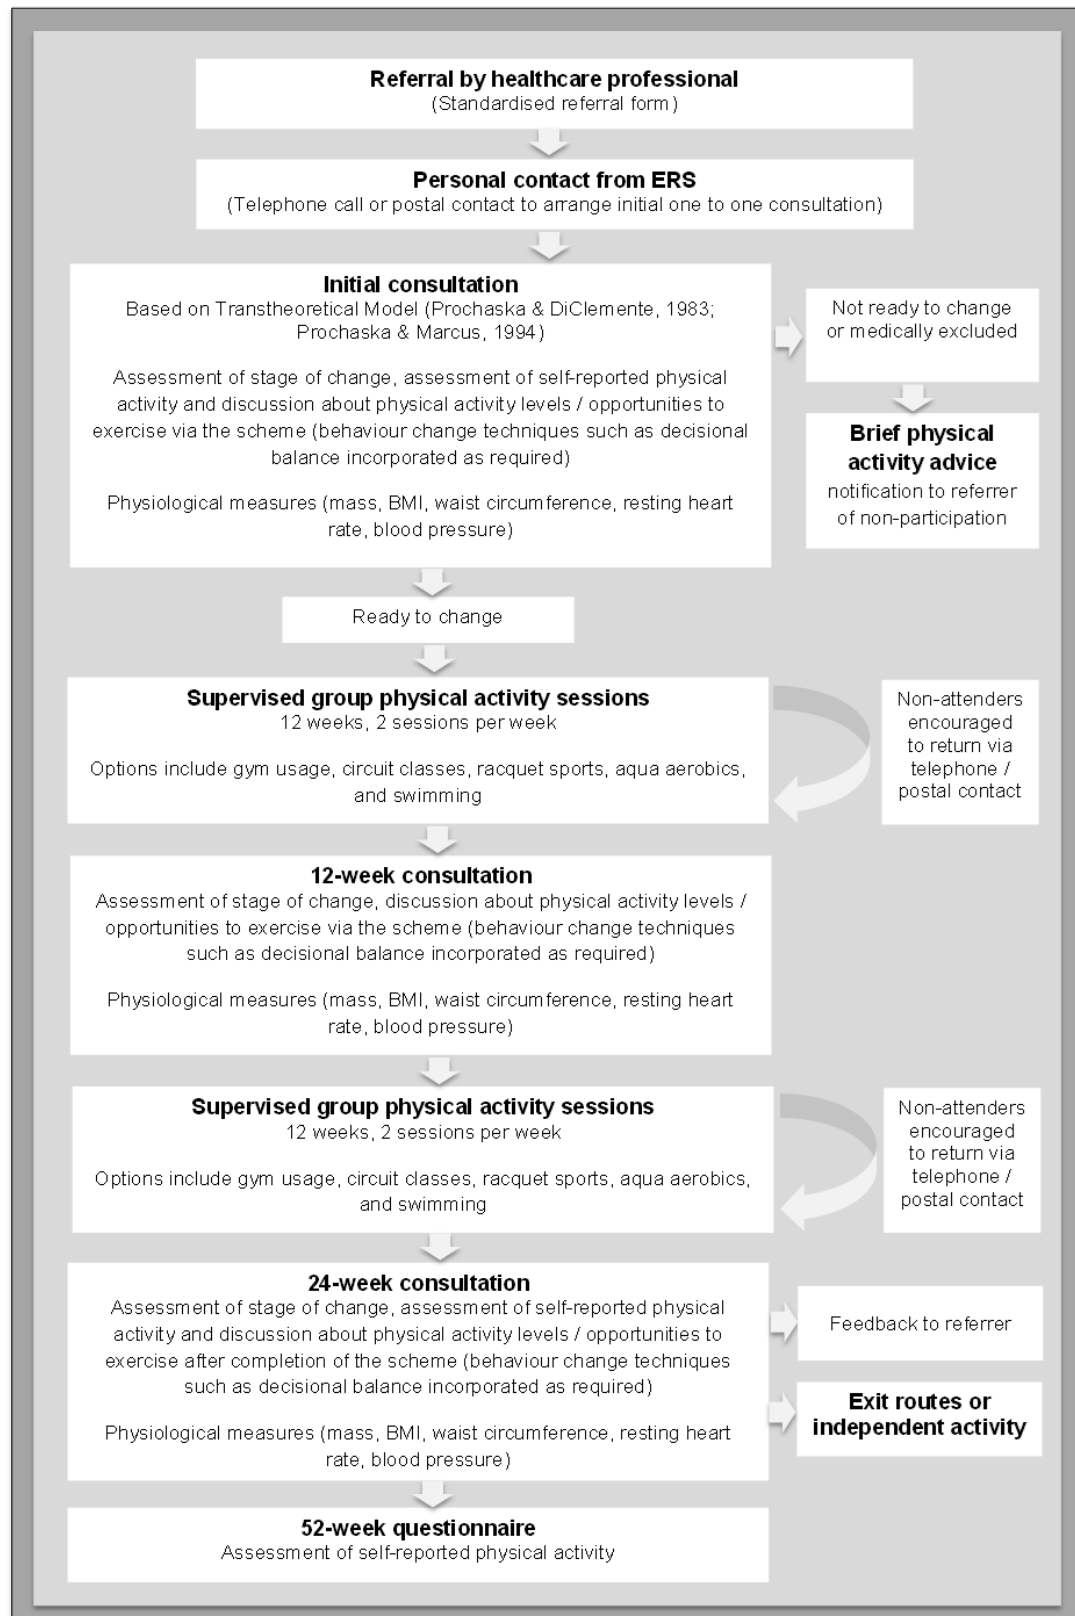 Referral by healthcare professional
(Standardised referral form)
Personal contact from ERS
(Telephone call or postal contact to arrange initial one to one consultation)
Initial consultation
Based on Transtheoretical Model (Prochaska & DiClemente, 1983;
Prochaska & Marcus, 1994)
Assessment of stage of change, assessment of self-reported physical
activity and discussion about physical activity levels / opportunities to
exercise via the scheme (behaviour change techniques such as decisional
balance incorporated as required)
Physiological measures (mass, BMI, waist circumference, resting heart
rate, blood pressure)
Not ready to change
or medically excluded
Brief physical
activity advice
notification to referrer
of non-participation
Ready to change
Supervised group physical activity sessions
12 weeks, 2 sessions per week
Options include gym usage, circuit classes, racquet sports, aqua aerobics,
and swimming
Non-attenders
encouraged
to return via
telephone /
postal contact
12-week consultation
Assessment of stage of change, discussion about physical activity levels /
opportunities to exercise via the scheme (behaviour change techniques
such as decisional balance incorporated as required)
Physiological measures (mass, BMI, waist circumference, resting heart
rate, blood pressure)
Supervised group physical activity sessions
12 weeks, 2 sessions per week
Options include gym usage, circuit classes, racquet sports, aqua aerobics,
and swimming
Non-attenders
encouraged
to return via
telephone /
postal contact
24-week consultation
Assessment of stage of change, assessment of self-reported physical
activity and discussion about physical activity levels / opportunities to
exercise after completion of the scheme (behaviour change techniques
such as decisional balance incorporated as required)
Physiological measures (mass, BMI, waist circumference, resting heart
rate, blood pressure)
Feedback to referrer
Exit routes or
independent activity
52-week questionnaire
Assessment of self-reported physical activity